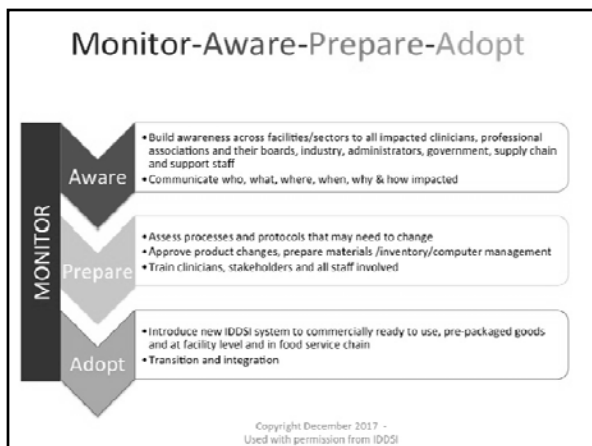 Monitor-Aware-Prepare-Adopt
MONITOR
Aware
• Build awareness across facilities/sectors to all impacted clinicians, professional
associations and their boards, industry, administrators, government, supply chain
and support staff
• Communicate who, what, where, when, why & how impacted
Prepare
• Assess processes and protocols that may need to change
• Approve product changes, prepare materials /inventory/computer management
• Train clinicians, stakeholders and all staff involved
Adopt
• Introduce new IDDSI system to commercially ready to use, pre-packaged goods
and at facility level and in food service chain
• Transition and integration
Copyright December 2017 -
Used with permission from IDDSI